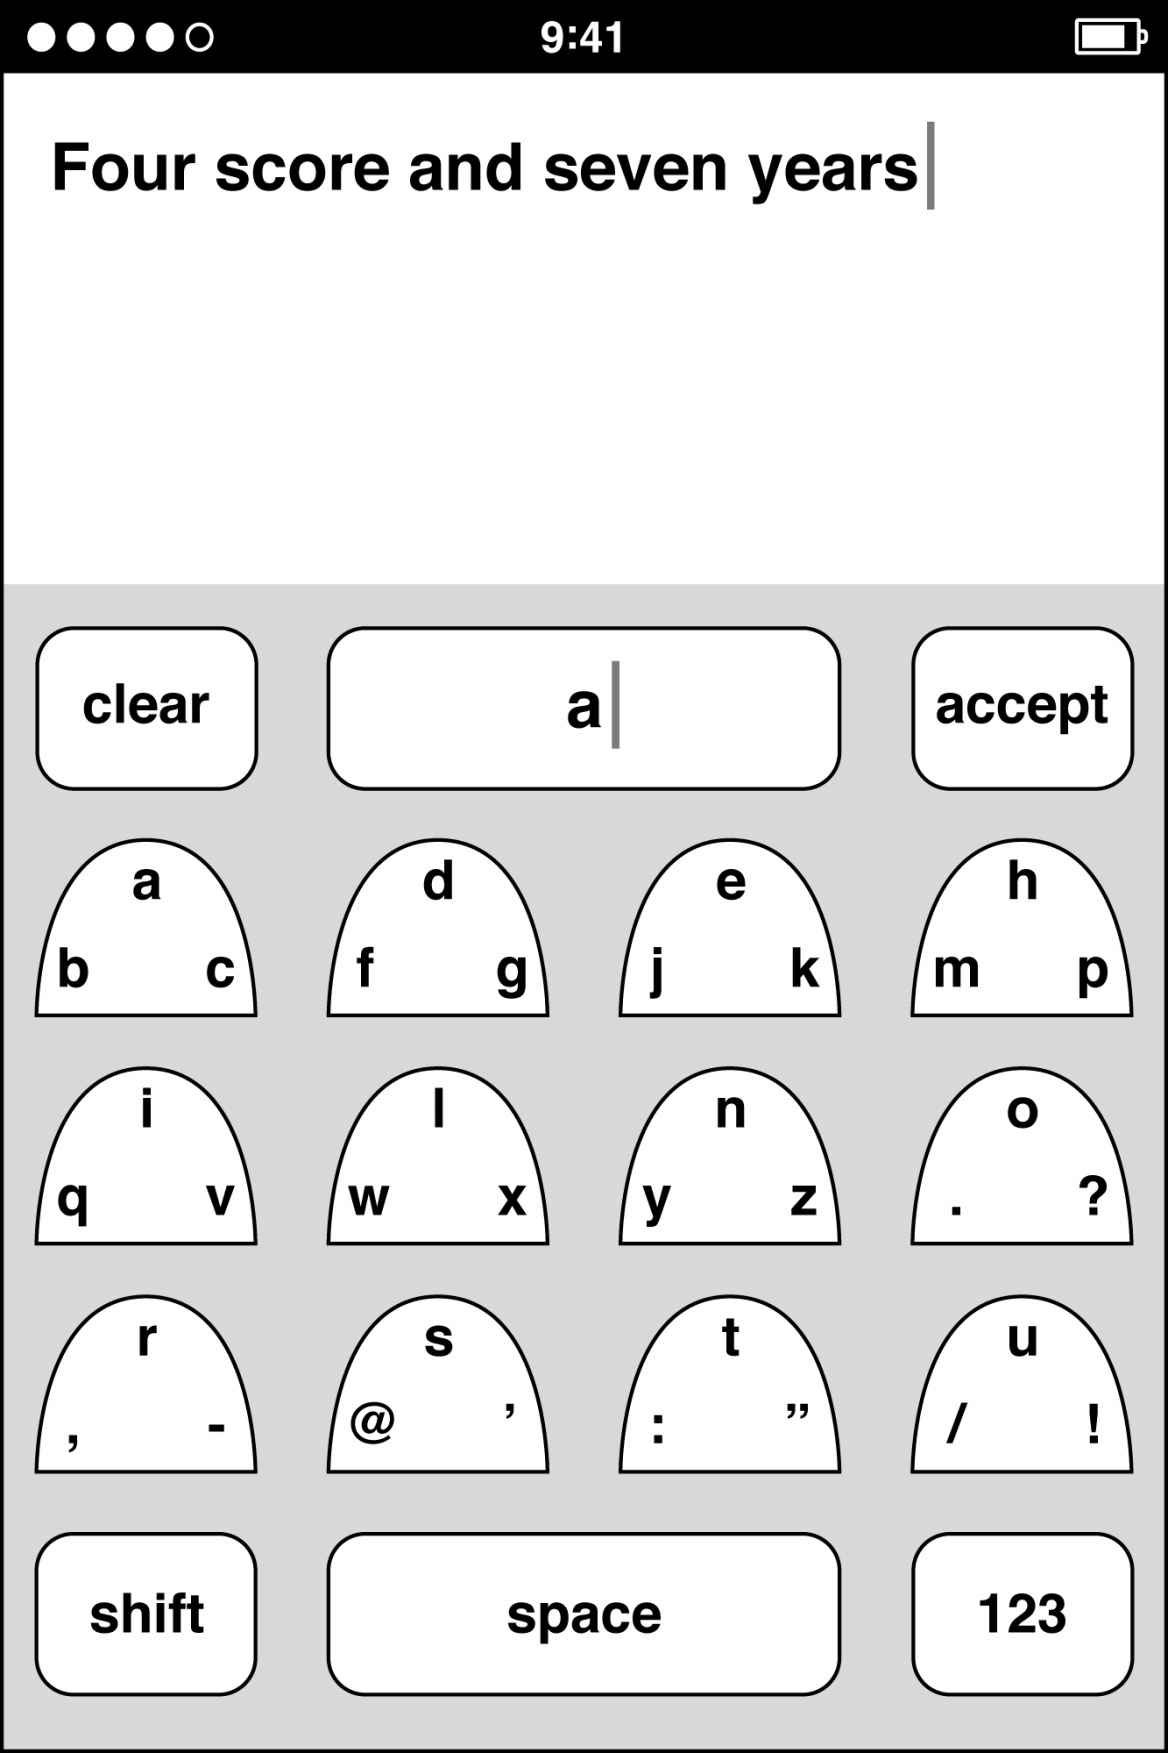 9:41
Four score and seven years
clear a accept
a d e h
b c f g j k m p
i l n o
q v w x y z . ?
r s t u
, - @ ’ : ” / !
shift space 123